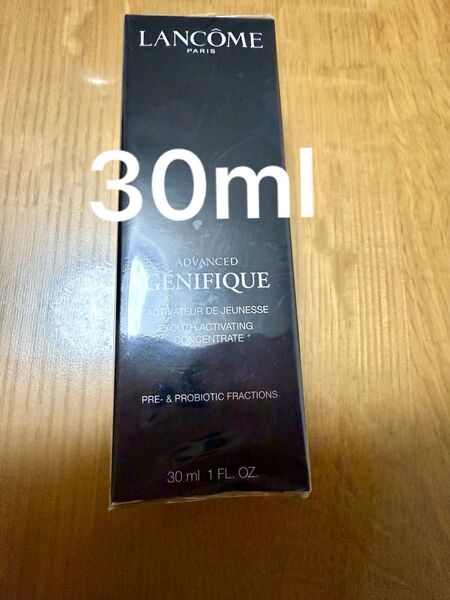 LANCÔME
PARIS
30ml
ADVANCED
GÉNIFIQUE
ACTIVATEUR DE JEUNESSE
YOUTH ACTIVATING
CONCENTRATE
PRE- & PROBIOTIC FRACTIONS
30 ml 1 FL. OZ.